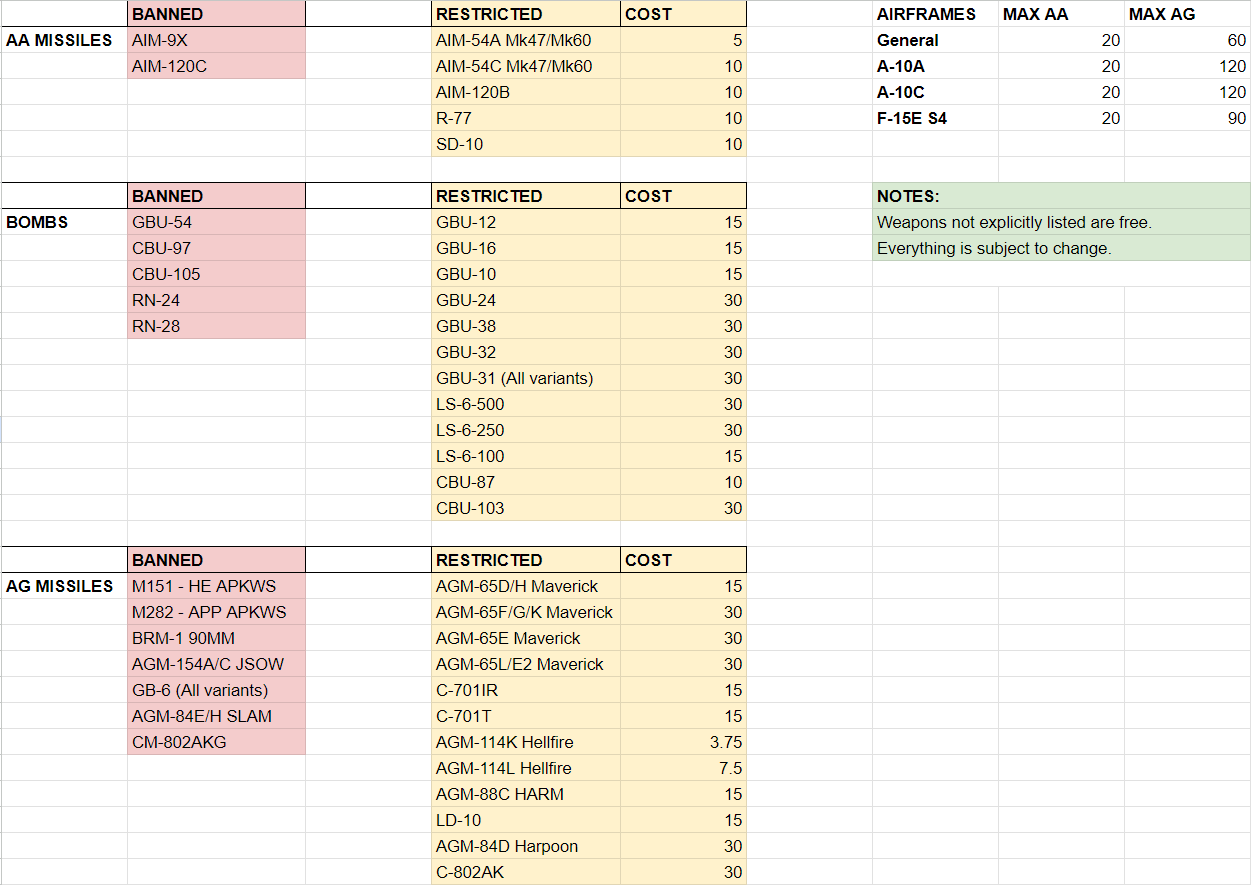 BANNED RESTRICTED COST AIRFRAMES MAX AA MAX AG
AA MISSILES AIM-9X AIM-54A Mk47/Mk60 5 General 20 60
AIM-120C AIM-54C Mk47/Mk60 10 A-10A 20 120
AIM-120B 10 A-10C 20 120
R-77 10 F-15E S4 20 90
SD-10 10
BANNED RESTRICTED COST NOTES:
BOMBS GBU-54 GBU-12 15 Weapons not explicitly listed are free.
CBU-97 GBU-16 15 Everything is subject to change.
CBU-105 GBU-10 15
RN-24 GBU-24 30
RN-28 GBU-38 30
GBU-32 30
GBU-31 (All variants) 30
LS-6-500 30
LS-6-250 30
LS-6-100 15
CBU-87 10
CBU-103 30
BANNED RESTRICTED COST
AG MISSILES M151 - HE APKWS AGM-65D/H Maverick 15
M282 - APP APKWS AGM-65F/G/K Maverick 30
BRM-1 90MM AGM-65E Maverick 30
AGM-154A/C JSOW AGM-65L/E2 Maverick 30
GB-6 (All variants) C-701IR 15
AGM-84E/H SLAM C-701T 15
CM-802AKG AGM-114K Hellfire 3.75
AGM-114L Hellfire 7.5
AGM-88C HARM 15
LD-10 15
AGM-84D Harpoon 30
C-802AK 30